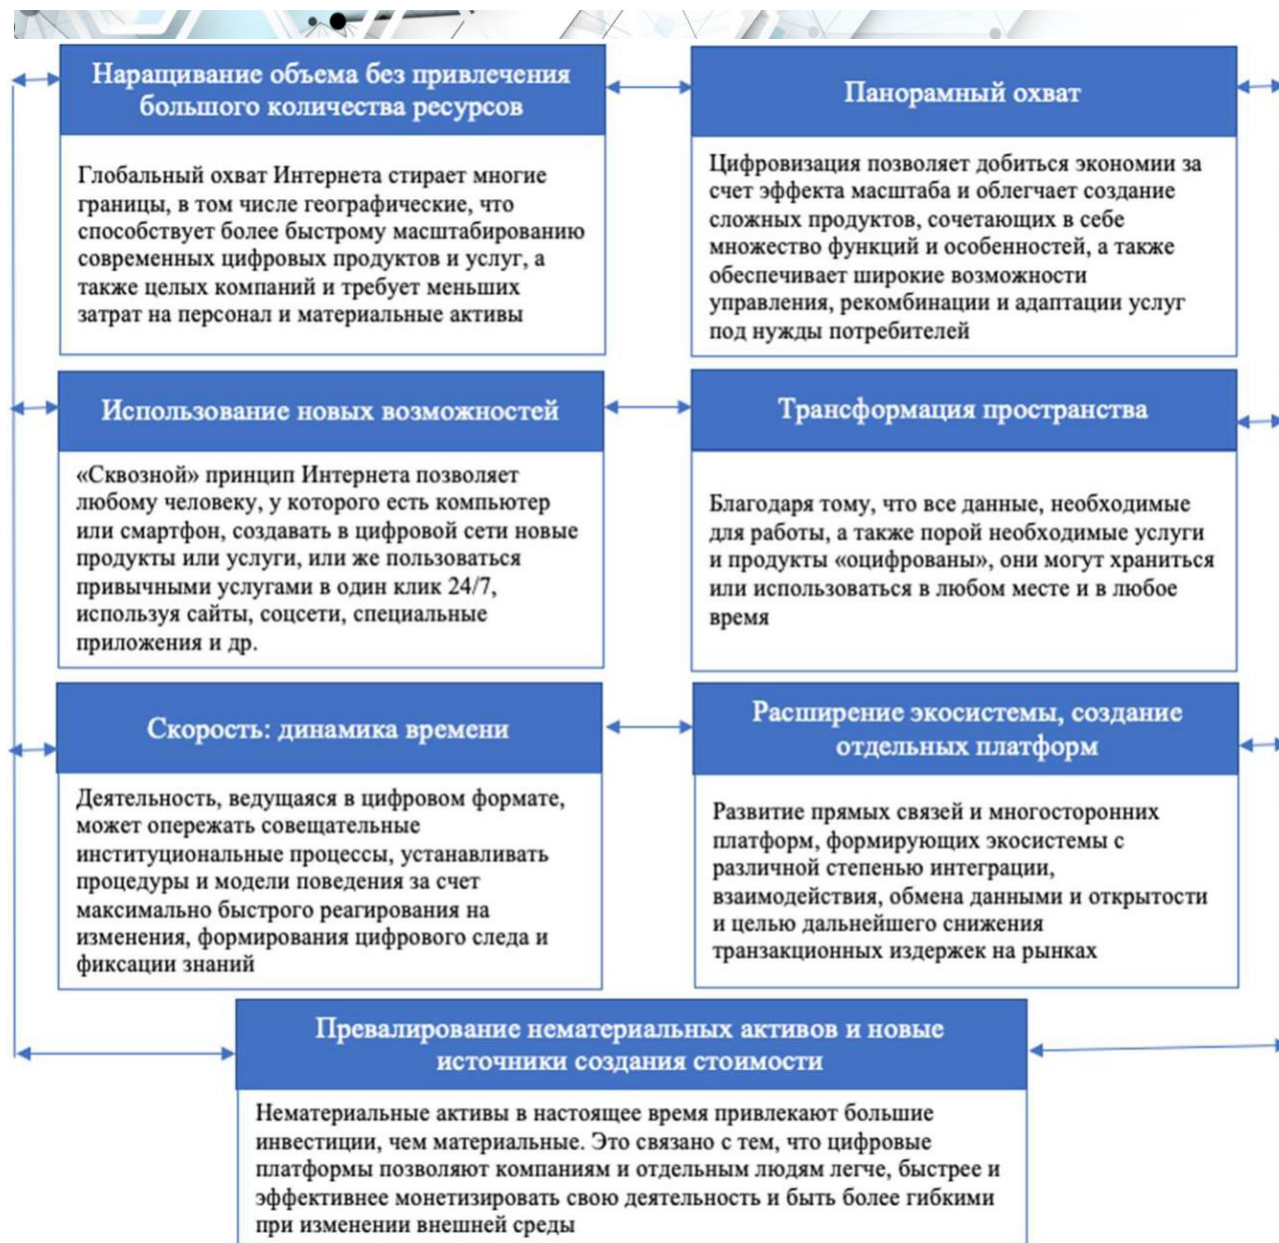 Наращивание объема без привлечения
большого количества ресурсов
Глобальный охват Интернета стирает многие
границы, в том числе географические, что
способствует более быстрому масштабированию
современных цифровых продуктов и услуг, а
также целых компаний и требует меньших
затрат на персонал и материальные активы
Панорамный охват
Цифровизация позволяет добиться экономии за
счет эффекта масштаба и облегчает создание
сложных продуктов, сочетающих в себе
множество функций и особенностей, а также
обеспечивает широкие возможности
управления, рекомбинации и адаптации услуг
под нужды потребителей
Использование новых возможностей
«Сквозной» принцип Интернета позволяет
любому человеку, у которого есть компьютер
или смартфон, создавать в цифровой сети новые
продукты или услуги, или же пользоваться
привычными услугами в один клик 24/7,
используя сайты, соцсети, специальные
приложения и др.
Трансформация пространства
Благодаря тому, что все данные, необходимые
для работы, а также порой необходимые услуги
и продукты «оцифрованы», они могут храниться
или использоваться в любом месте и в любое
время
Скорость: динамика времени
Деятельность, ведущаяся в цифровом формате,
может опережать совещательные
институциональные процессы, устанавливать
процедуры и модели поведения за счет
максимально быстрого реагирования на
изменения, формирования цифрового следа и
фиксации знаний
Расширение экосистемы, создание
отдельных платформ
Развитие прямых связей и многосторонних
платформ, формирующих экосистемы с
различной степенью интеграции,
взаимодействия, обмена данными и открытости
и целью дальнейшего снижения
транзакционных издержек на рынках
Превалирование нематериальных активов и новые
источники создания стоимости
Нематериальные активы в настоящее время привлекают большие
инвестиции, чем материальные. Это связано с тем, что цифровые
платформы позволяют компаниям и отдельным людям легче, быстрее и
эффективнее монетизировать свою деятельность и быть более гибкими
при изменении внешней среды